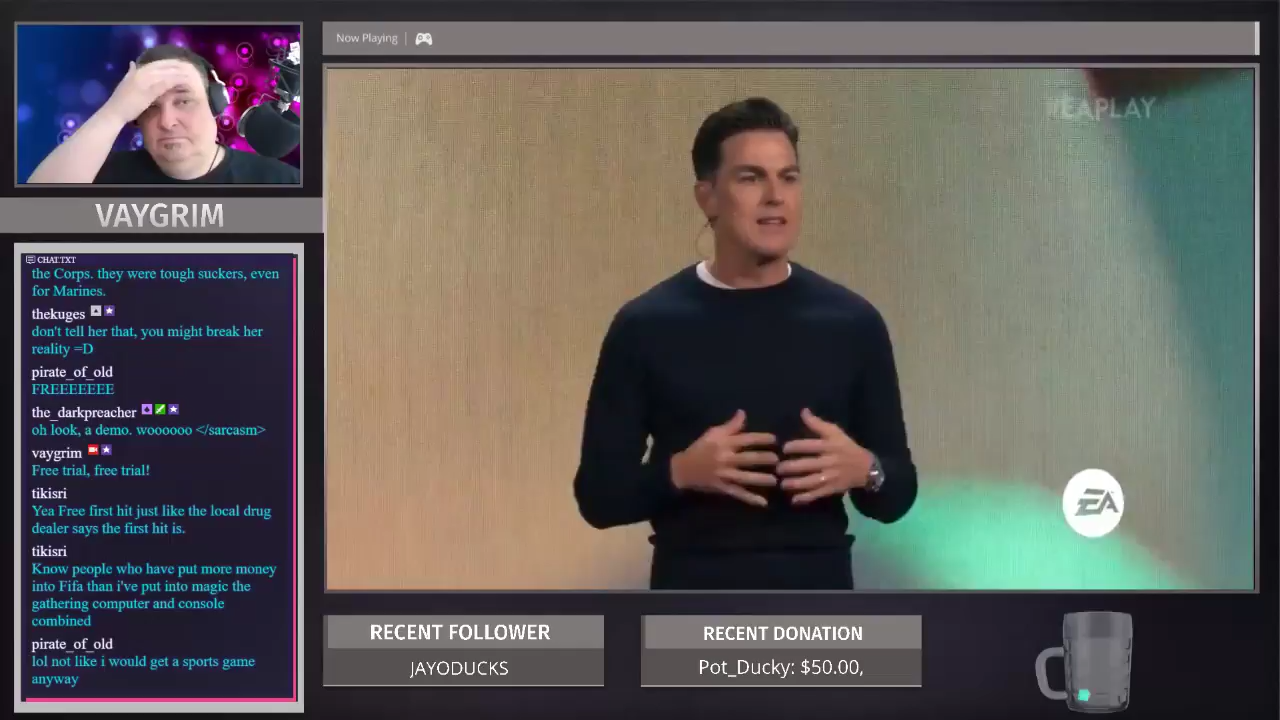 Now Playing |
#EAPLAY
VAYGRIM
CHAT.TXT
the Corps. they were tough suckers, even
for Marines.
thekuges
don't tell her that, you might break her
reality =D
pirate_of_old
FREEEEEEE
the_darkpreacher
oh look, a demo. woooooo </sarcasm>
vaygrim
Free trial, free trial!
tikisri
Yea Free first hit just like the local drug
dealer says the first hit is.
tikisri
Know people who have put more money
into Fifa than i've put into magic the
gathering computer and console
combined
pirate_of_old
lol not like i would get a sports game
anyway
EA
RECENT FOLLOWER
JAYODUCKS
RECENT DONATION
Pot_Ducky: $50.00,